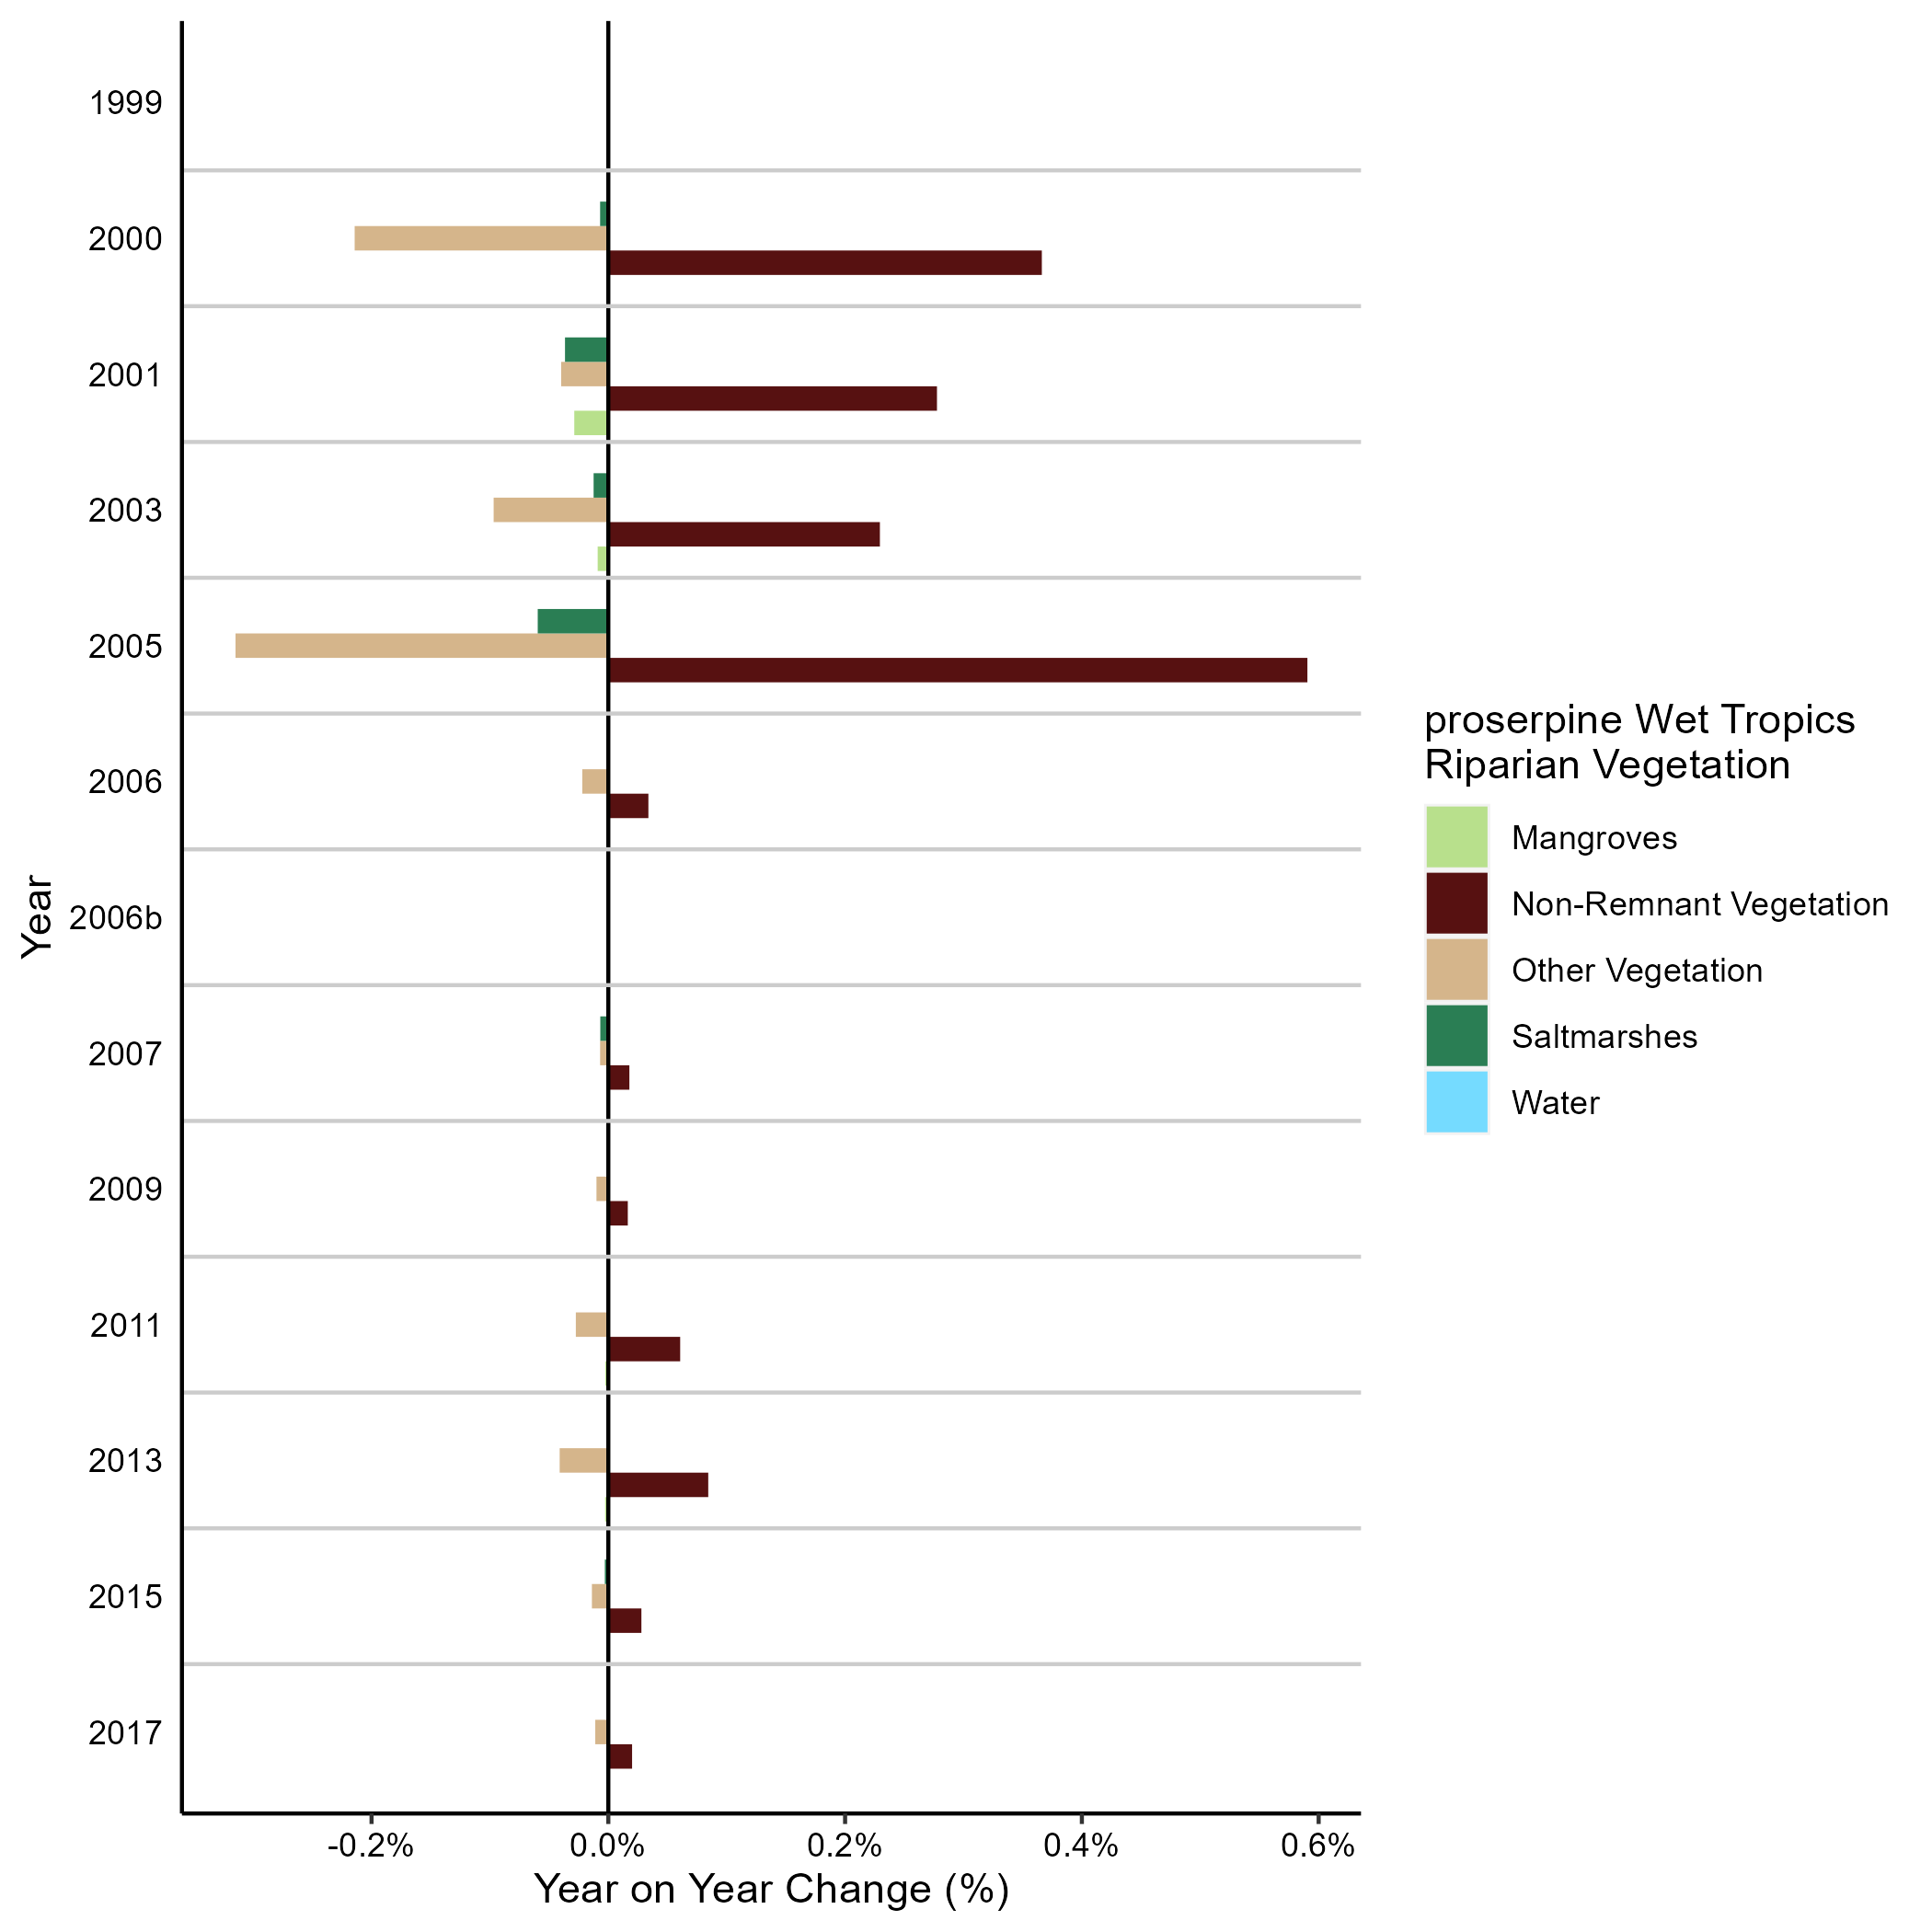 1999
2000
2001
2003
2005
2006
2006b
2007
2009
2011
2013
2015
2017
Year
-0.2%
0.0%
0.2%
0.4%
0.6%
Year on Year Change (%)
proserpine Wet Tropics
Riparian Vegetation
Mangroves
Non-Remnant Vegetation
Other Vegetation
Saltmarshes
Water